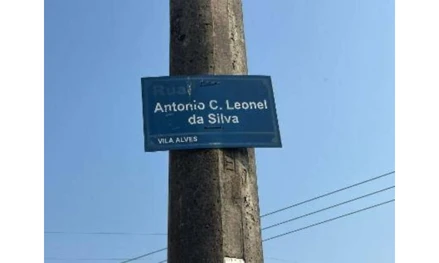 Rua
Antonio C. Leonel
da Silva
VILA ALVES